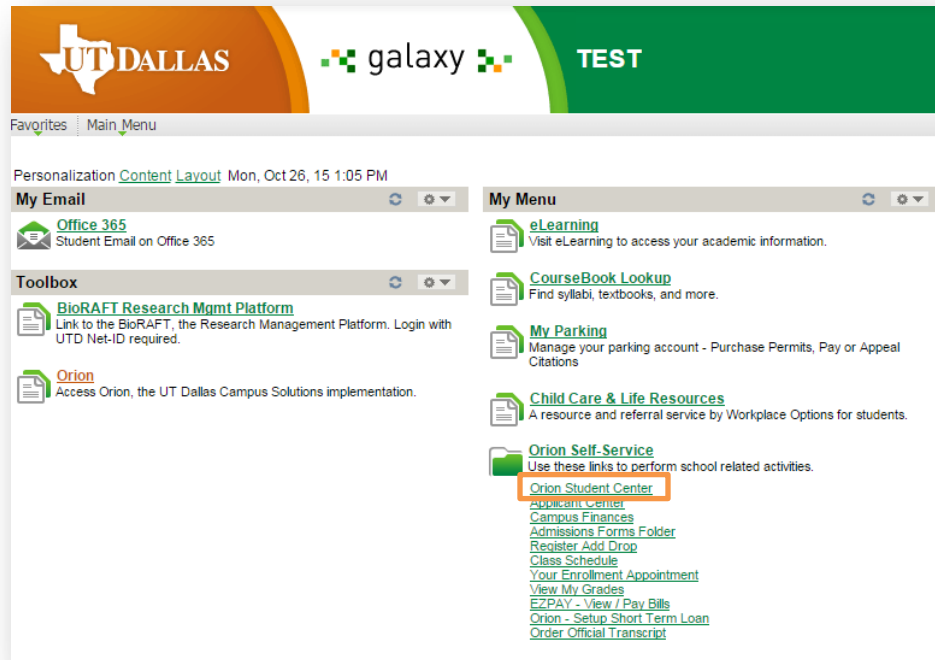 UTD DALLAS
galaxy
TEST
Favorites Main Menu
Personalization Content Layout Mon, Oct 26, 15 1:05 PM
My Email
Office 365
Student Email on Office 365
Toolbox
BioRAFT Research Mgmt Platform
Link to the BioRAFT, the Research Management Platform. Login with
UTD Net-ID required.
Orion
Access Orion, the UT Dallas Campus Solutions implementation.
My Menu
eLearning
Visit eLearning to access your academic information.
CourseBook Lookup
Find syllabi, textbooks, and more.
My Parking
Manage your parking account - Purchase Permits, Pay or Appeal
Citations
Child Care & Life Resources
A resource and referral service by Workplace Options for students.
Orion Self-Service
Use these links to perform school related activities.
Orion Student Center
Applicant Center
Campus Finances
Admissions Forms Folder
Register Add Drop
Class Schedule
Your Enrollment Appointment
View My Grades
EZPAY - View / Pay Bills
Orion - Setup Short Term Loan
Order Official Transcript